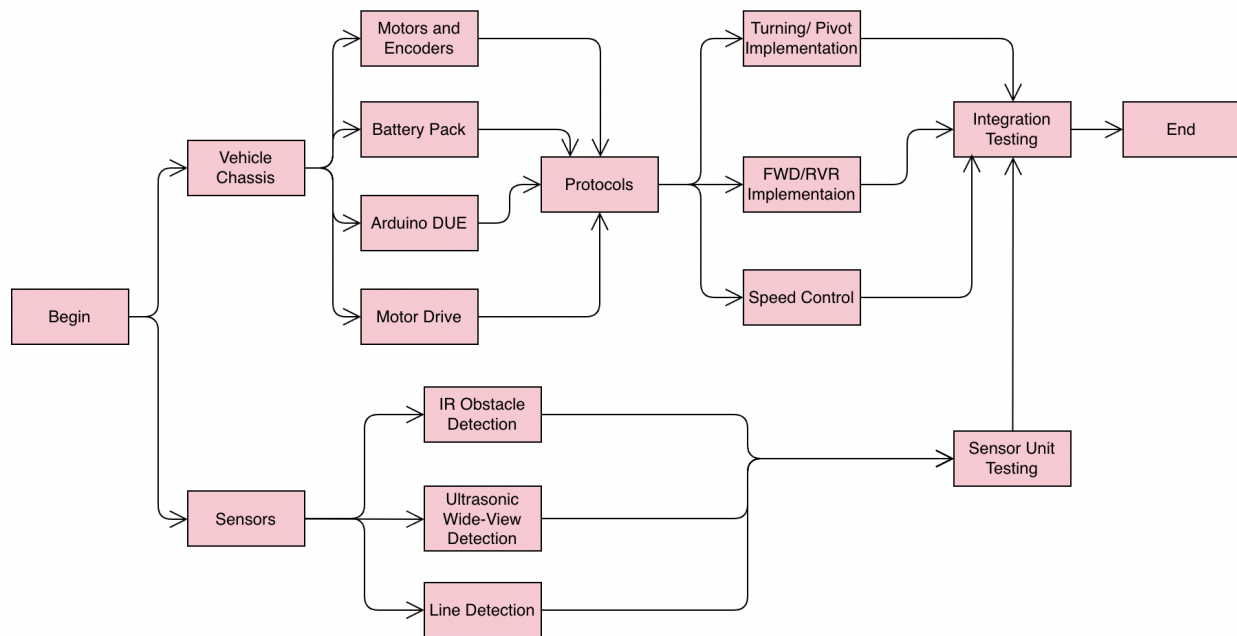 Begin
Vehicle
Chassis
Sensors
Motors and
Encoders
Battery Pack
Arduino DUE
Motor Drive
IR Obstacle
Detection
Ultrasonic
Wide-View
Detection
Line Detection
Protocols
Turning/ Pivot
Implementation
FWD/RVR
Implementaion
Speed Control
Integration
Testing
Sensor Unit
Testing
End